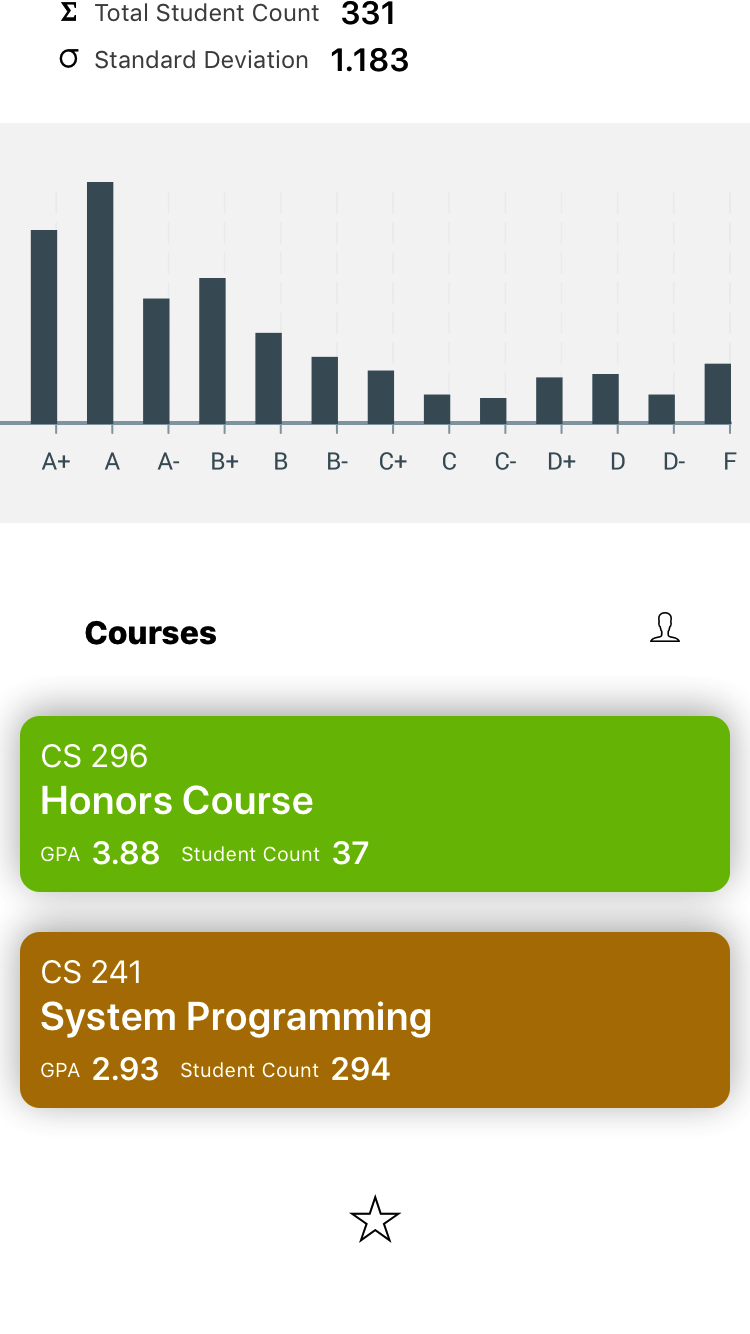 Σ Total Student Count 331
σ Standard Deviation 1.183
A+ A A- B+ B B- C+ C C- D+ D D- F
Courses
CS 296
Honors Course
GPA 3.88 Student Count 37
CS 241
System Programming
GPA 2.93 Student Count 294